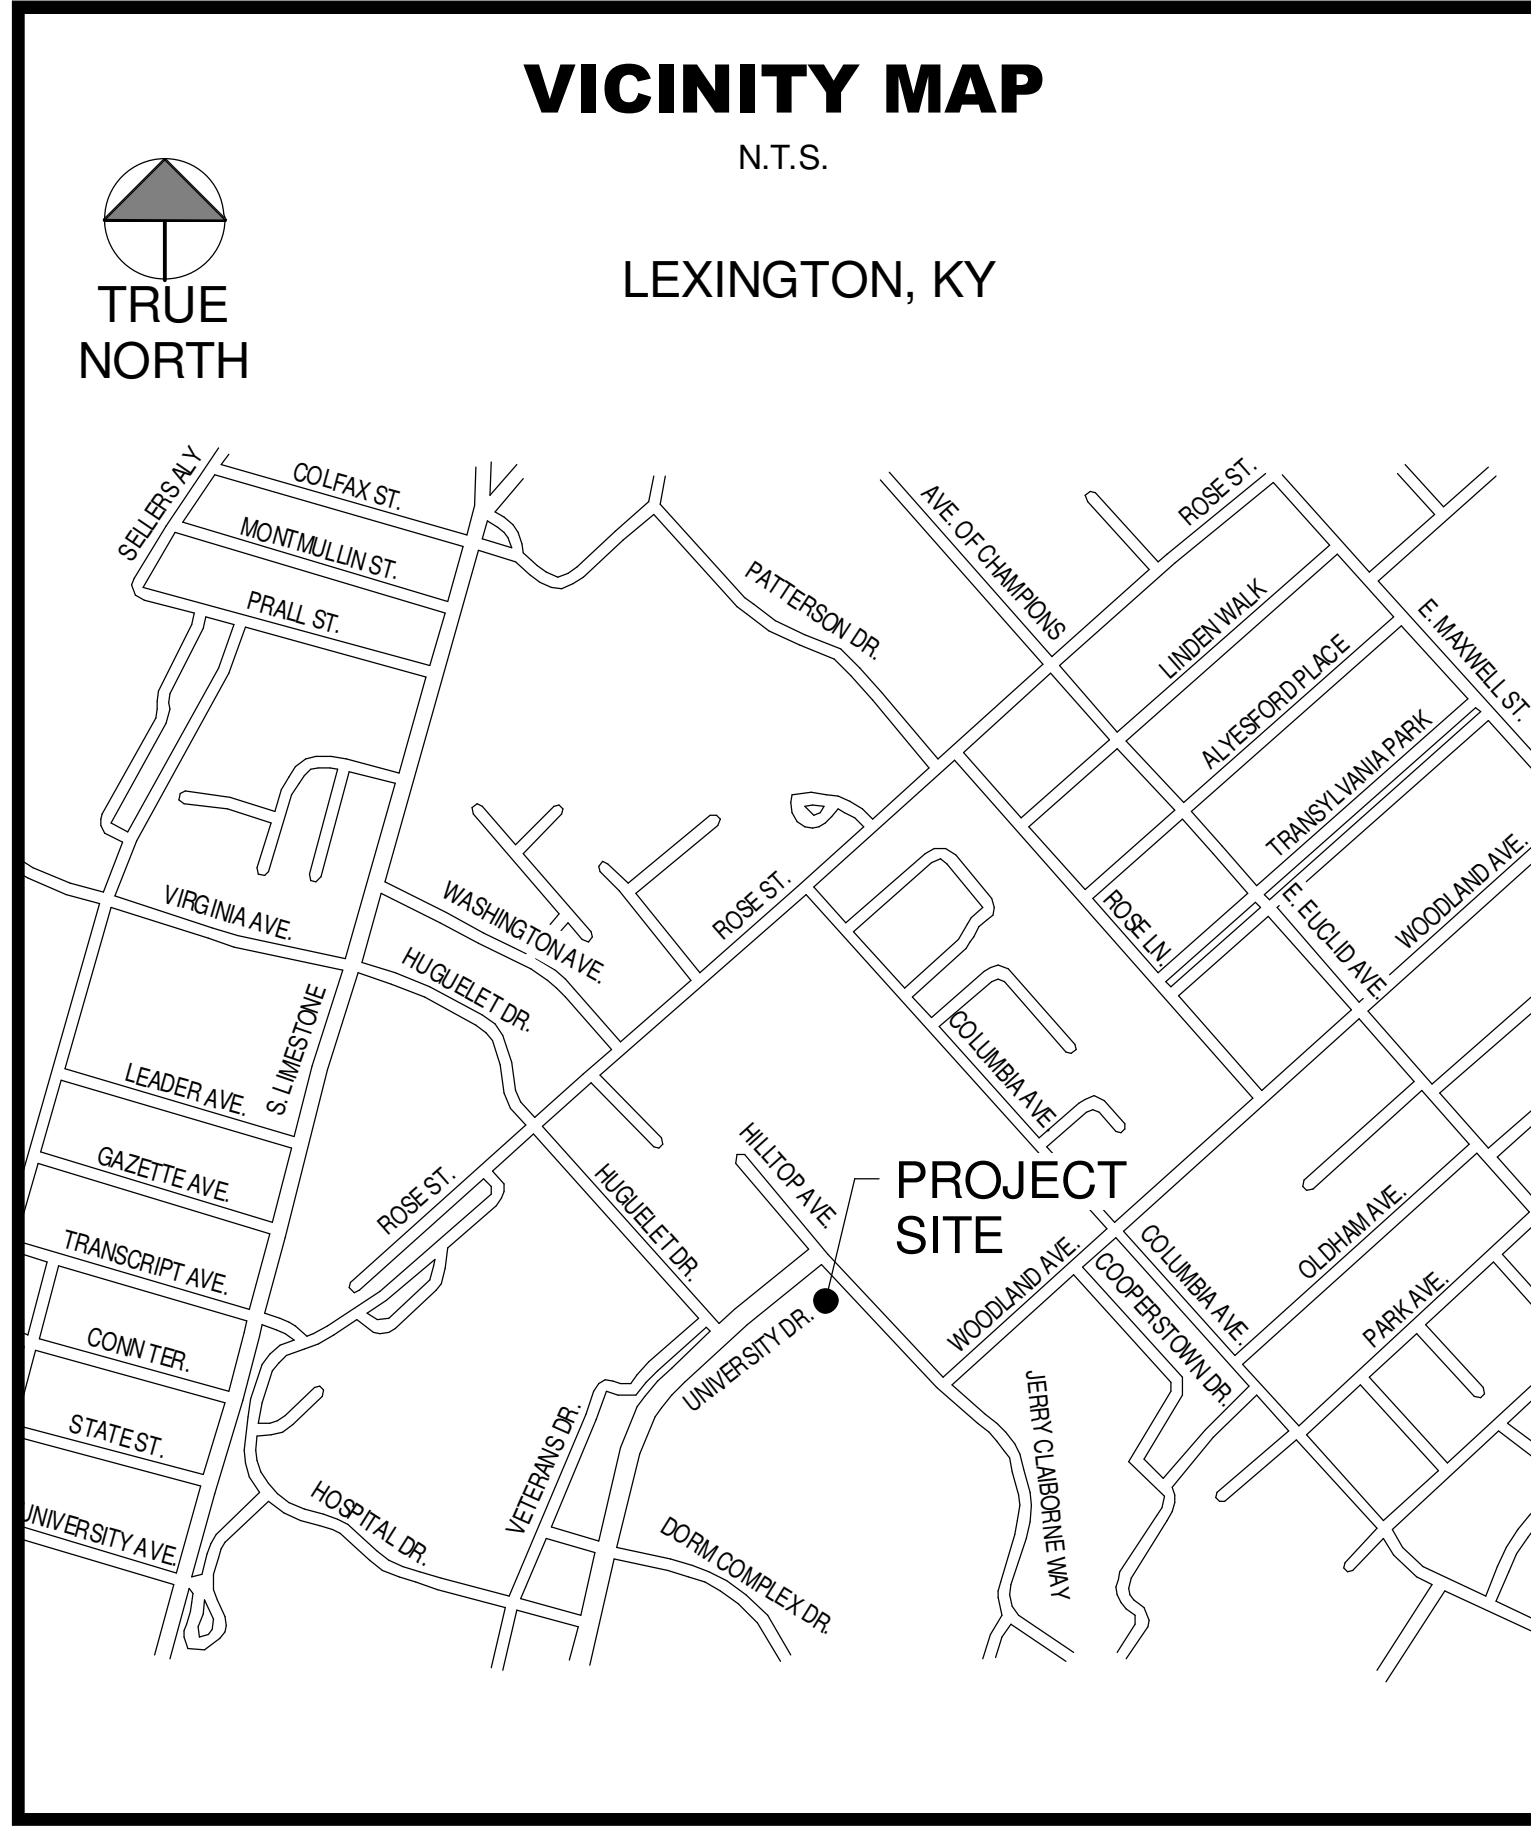 VICINITY MAP
N.T.S.
LEXINGTON, KY
TRUE
NORTH
SELLERS ALY
COLFAX ST.
MONTMULLIN ST.
PRALL ST.
PATTERSON DR.
AVE. OF CHAMPIONS
ROSE ST.
LINDEN WALK
ALYESFORD PLACE
E. MAXWELL ST.
TRANSYLVANIA PARK
WOODLAND AVE.
E. EUCLID AVE.
ROSE LN.
ROSE ST.
VIRGINIA AVE.
WASHINGTON AVE.
HUGUELET DR.
S. LIMESTONE
LEADER AVE.
COLUMBIA AVE
GAZETTE AVE.
ROSE ST.
HUGUELET DR.
HILLTOP AVE.
PROJECT
SITE
TRANSCRIPT AVE.
WOODLAND AVE.
COLUMBIA AVE.
COOPERSTOWN DR.
OLDHAM AVE.
PARK AVE.
CONN TER.
UNIVERSITY DR.
STATE ST.
VETERANS DR.
JERRY CLAIBORNE WAY
UNIVERSITY AVE.
HOSPITAL DR.
DORM COMPLEX DR.